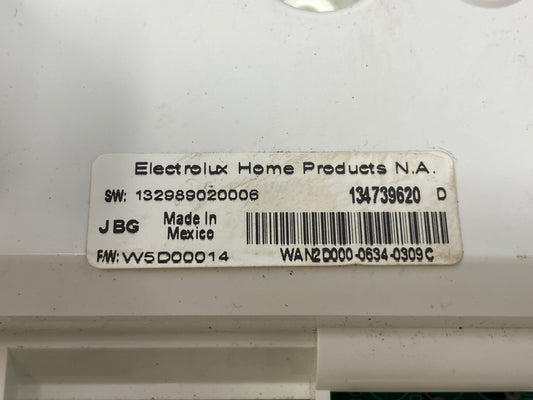 Electrolux Home Products N.A.
SW: 132989020006 134739620 D
JBG Made In
Mexico
F/W: W5D00014 WAN2D000-0634-0309C